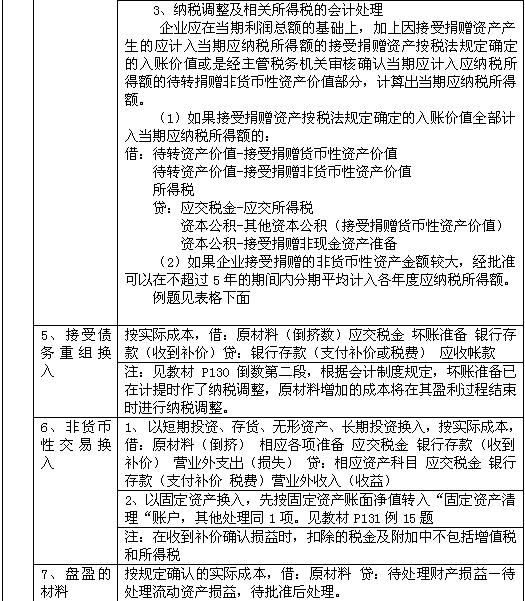 3、纳税调整及相关所得税的会计处理
企业应在当期利润总额的基础上，加上因接受捐赠资产产
生的应计入当期应纳税所得额的接受捐赠资产按税法规定确定
的入账价值或是经主管税务机关审核确认当期应计入应纳税所
得额的待转捐赠非货币性资产价值部分，计算出当期应纳税所得
额。
（1）如果接受捐赠资产按税法规定确定的入账价值全部计
入当期应纳税所得额的：
借：待转资产价值-接受捐赠货币性资产价值
待转资产价值-接受捐赠非货币性资产价值
所得税
贷：应交税金-应交所得税
资本公积-其他资本公积（接受捐赠货币性资产价值）
资本公积-接受捐赠非现金资产准备
（2）如果企业接受捐赠的非货币性资产金额较大，经批准
可以在不超过 5 年的期间内分期平均计入各年度应纳税所得额。
例题见表格下面
5、接受债
务重组换
入
按实际成本，借：原材料（倒挤数）应交税金 坏账准备 银行存
款（收到补价）贷：银行存款（支付补价或税费） 应收帐款
注：见教材 P130 倒数第二段，根据会计制度规定，坏账准备已
在计提时作了纳税调整，原材料增加的成本将在其盈利过程结束
时进行纳税调整。
6、非货币
性交易换
入
1、以短期投资、存货、无形资产、长期投资换入，按实际成本，
借：原材料（倒挤） 相应各项准备 应交税金 银行存款（收到
补价） 营业外支出（损失） 贷：相应资产科目 应交税金 银行
存款（支付补价 税费）营业外收入（收益）
2、以固定资产换入，先按固定资产账面净值转入“固定资产清
理“账户，其他处理同 1 项。见教材P131 例 15 题
注：在收到补价确认损益时，扣除的税金及附加中不包括增值税
和所得税
7、盘盈的
材料
按规定确认的实际成本，借：原材料 贷：待处理财产损益—待
处理流动资产损益，待批准后处理。